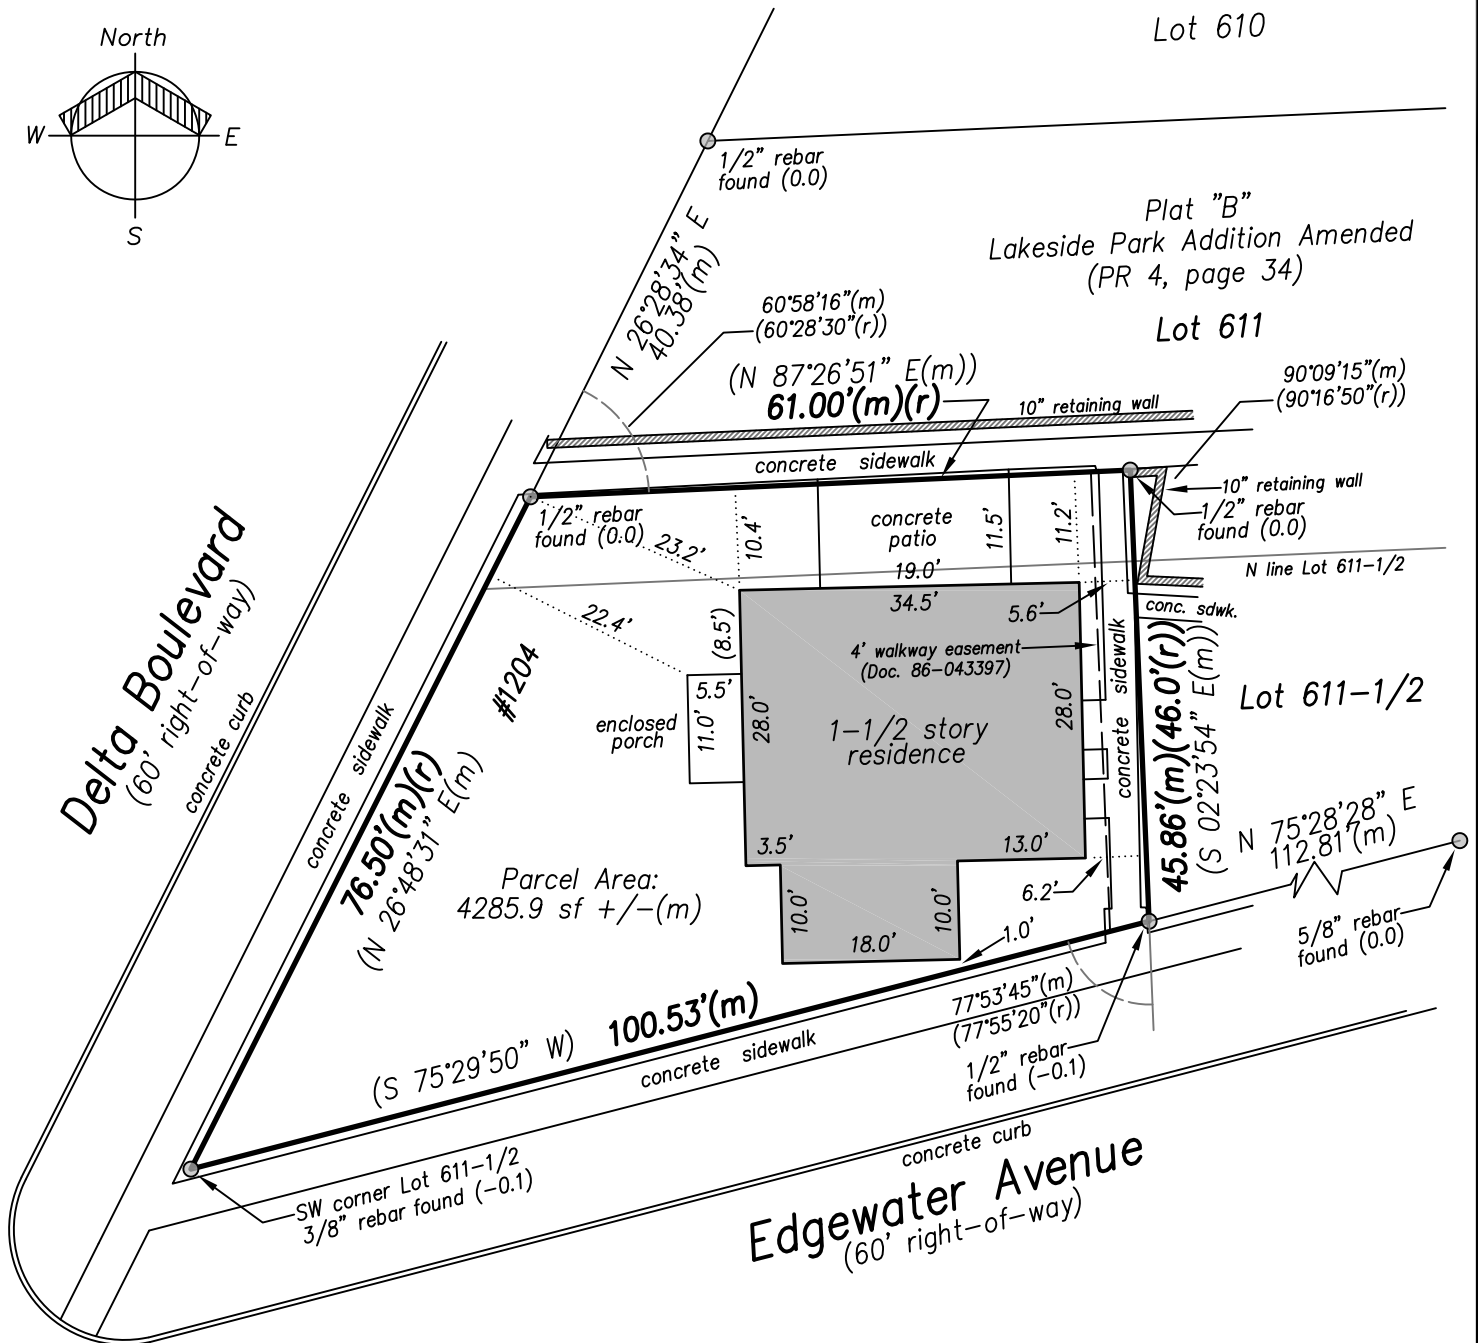 North
W
E
S
Lot 610
1/2" rebar
found (0.0)
Plat "B"
Lakeside Park Addition Amended
(PR 4, page 34)
Lot 611
N 26°28'34" E
40.38'(m)
60°58'16"(m)
(60°28'30"(r))
(N 87°26'51" E(m))
61.00'(m)(r)
10" retaining wall
90°09'15"(m)
(90°16'50"(r))
concrete sidewalk
10" retaining wall
1/2" rebar
found (0.0)
1/2" rebar
found (0.0)
23.2'
10.4'
concrete
patio
11.5'
11.2'
19.0'
N line Lot 611-1/2
22.4'
(8.5')
34.5'
5.6'
conc. sdwk.
4' walkway easement
(Doc. 86-043397)
#1204
5.5'
enclosed
porch
11.0'
28.0'
1-1/2 story
residence
28.0'
concrete sidewalk
45.86'(m)(46.0'(r))
(S 02°23'54" E(m))
Lot 611-1/2
Delta Boulevard
(60' right-of-way)
concrete curb
concrete sidewalk
76.50'(m)(r)
(N 26°48'31" E(m)
3.5'
13.0'
Parcel Area:
4285.9 sf +/-(m)
10.0'
10.0'
18.0'
6.2'
1.0'
N 75°28'28" E
112.81'(m)
5/8" rebar
found (0.0)
77°53'45"(m)
(77°55'20"(r))
1/2" rebar
found (-0.1)
(S 75°29'50" W)
100.53'(m)
concrete sidewalk
SW corner Lot 611-1/2
3/8" rebar found (-0.1)
concrete curb
Edgewater Avenue
(60' right-of-way)